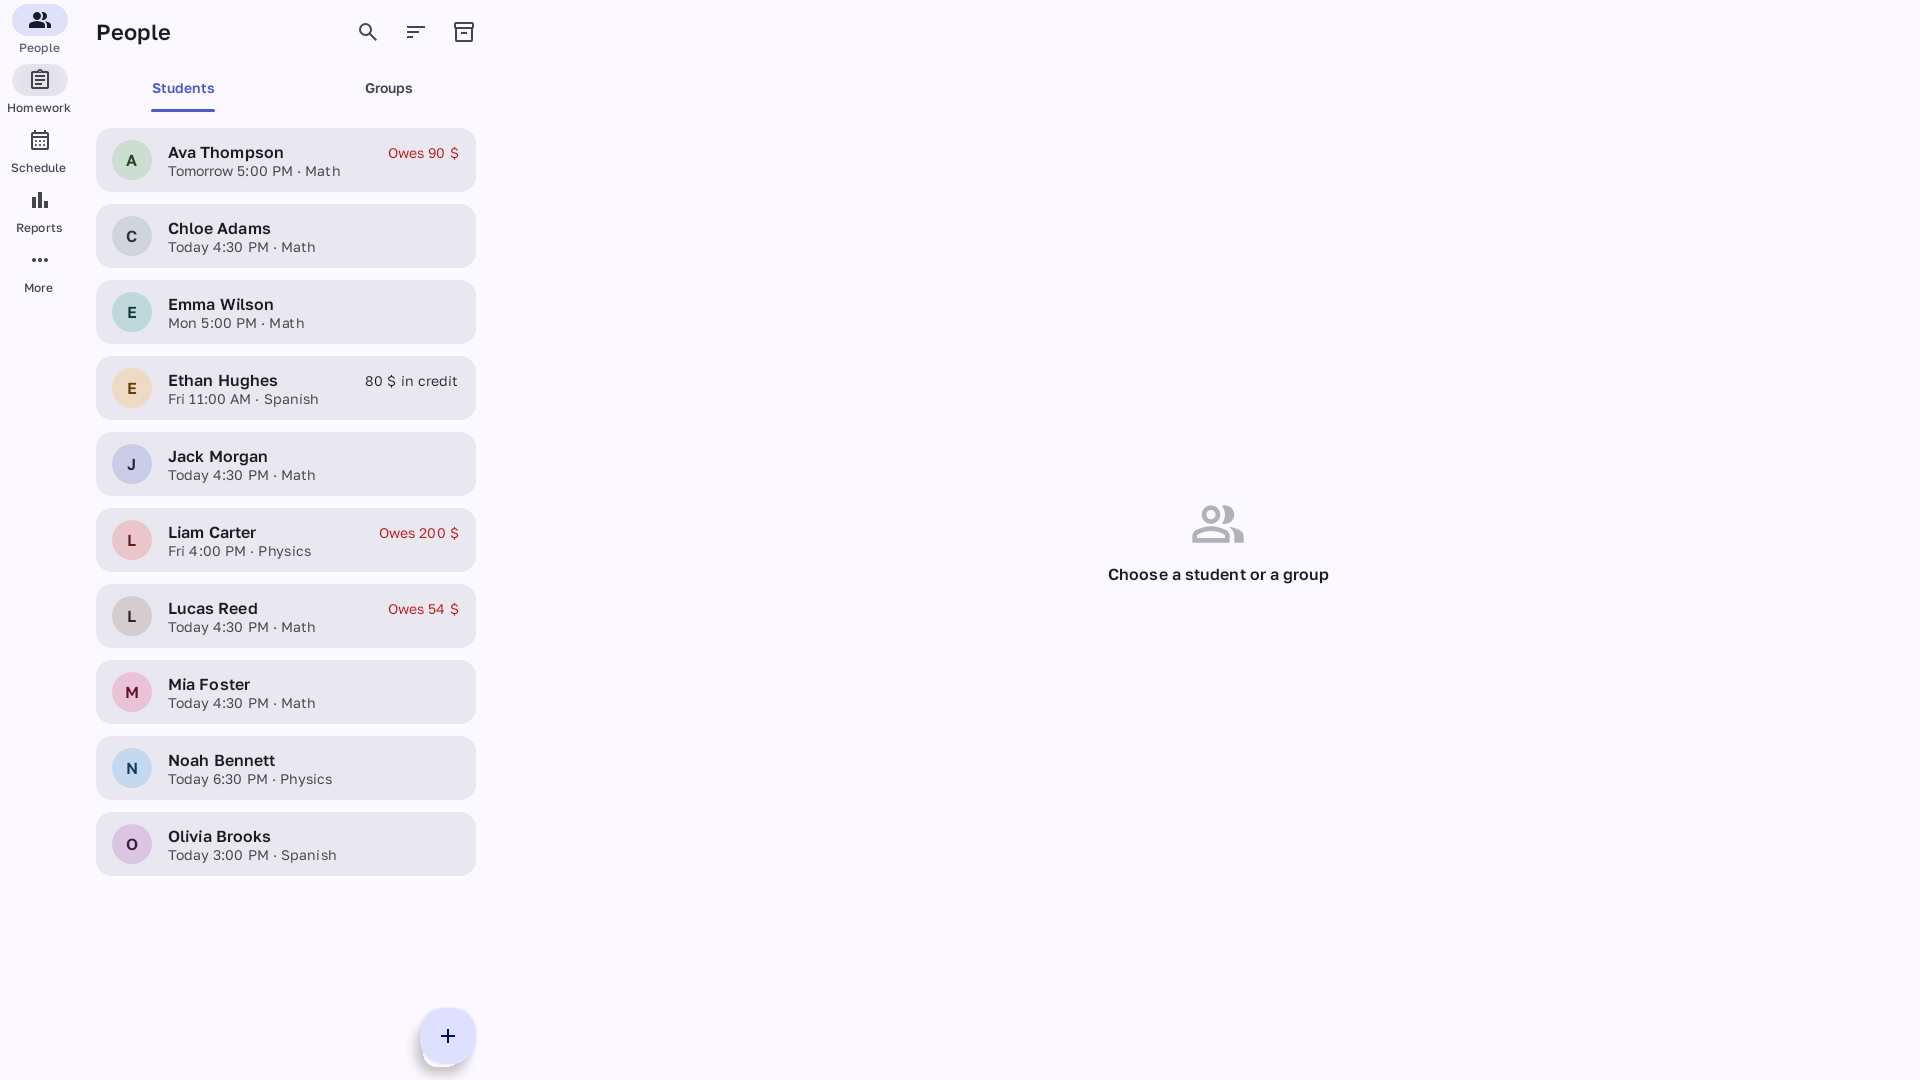 People
Homework
Schedule
Reports
More
People
Students
Groups
A
Ava Thompson
Owes 90 $
Tomorrow 5:00 PM · Math
C
Chloe Adams
Today 4:30 PM · Math
E
Emma Wilson
Mon 5:00 PM · Math
E
Ethan Hughes
80 $ in credit
Fri 11:00 AM · Spanish
J
Jack Morgan
Today 4:30 PM · Math
L
Liam Carter
Owes 200 $
Fri 4:00 PM · Physics
L
Lucas Reed
Owes 54 $
Today 4:30 PM · Math
M
Mia Foster
Today 4:30 PM · Math
N
Noah Bennett
Today 6:30 PM · Physics
O
Olivia Brooks
Today 3:00 PM · Spanish
Choose a student or a group